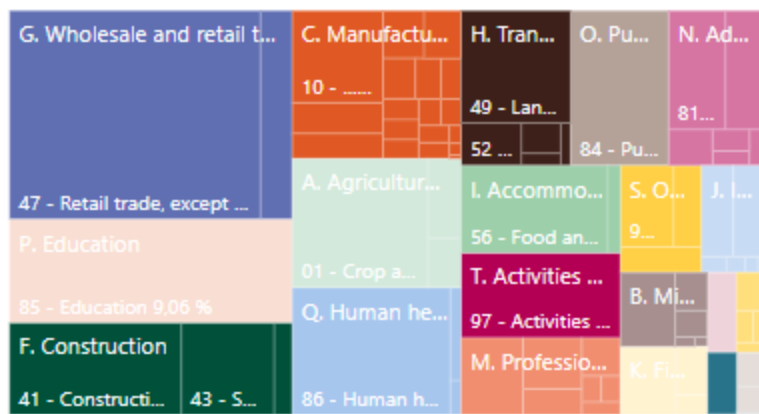 G. Wholesale and retail t...
47 - Retail trade, except ...
P. Education
85 - Education 9,06 %
F. Construction
41 - Constructi...
43 - S...
C. Manufactu...
10 - ......
A. Agricultur...
01 - Crop a...
Q. Human he...
86 - Human h...
H. Tran...
49 - Lan...
52 ...
O. Pu...
84 - Pu...
N. Ad...
81...
I. Accommo...
56 - Food an...
T. Activities ...
97 - Activities ...
M. Professio...
S. O...
9...
J. I...
B. Mi...
K. Fi...